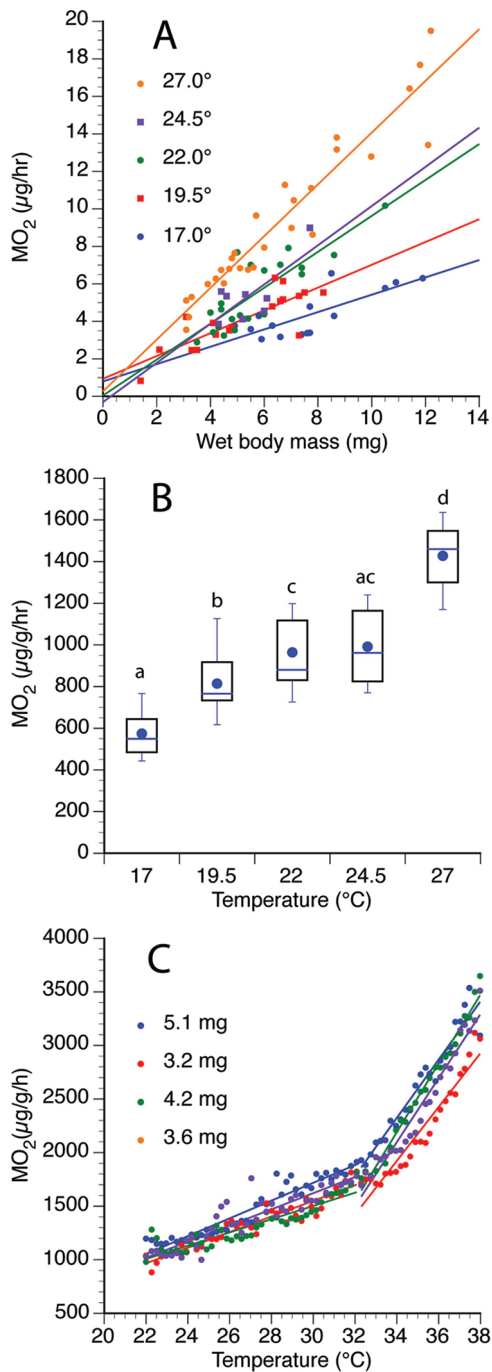 A
27.0°
24.5°
22.0°
19.5°
17.0°
MO2 (µg/hr)
20
18
16
14
12
10
8
6
4
2
0
0 2 4 6 8 10 12 14
Wet body mass (mg)
B
MO2 (µg/g/hr)
1800
1600
1400
1200
1000
800
600
400
200
0
a
b
c
ac
d
17 19.5 22 24.5 27
Temperature (°C)
C
5.1 mg
3.2 mg
4.2 mg
3.6 mg
MO2(µg/g/h)
4000
3500
3000
2500
2000
1500
1000
500
20 22 24 26 28 30 32 34 36 38
Temperature (°C)